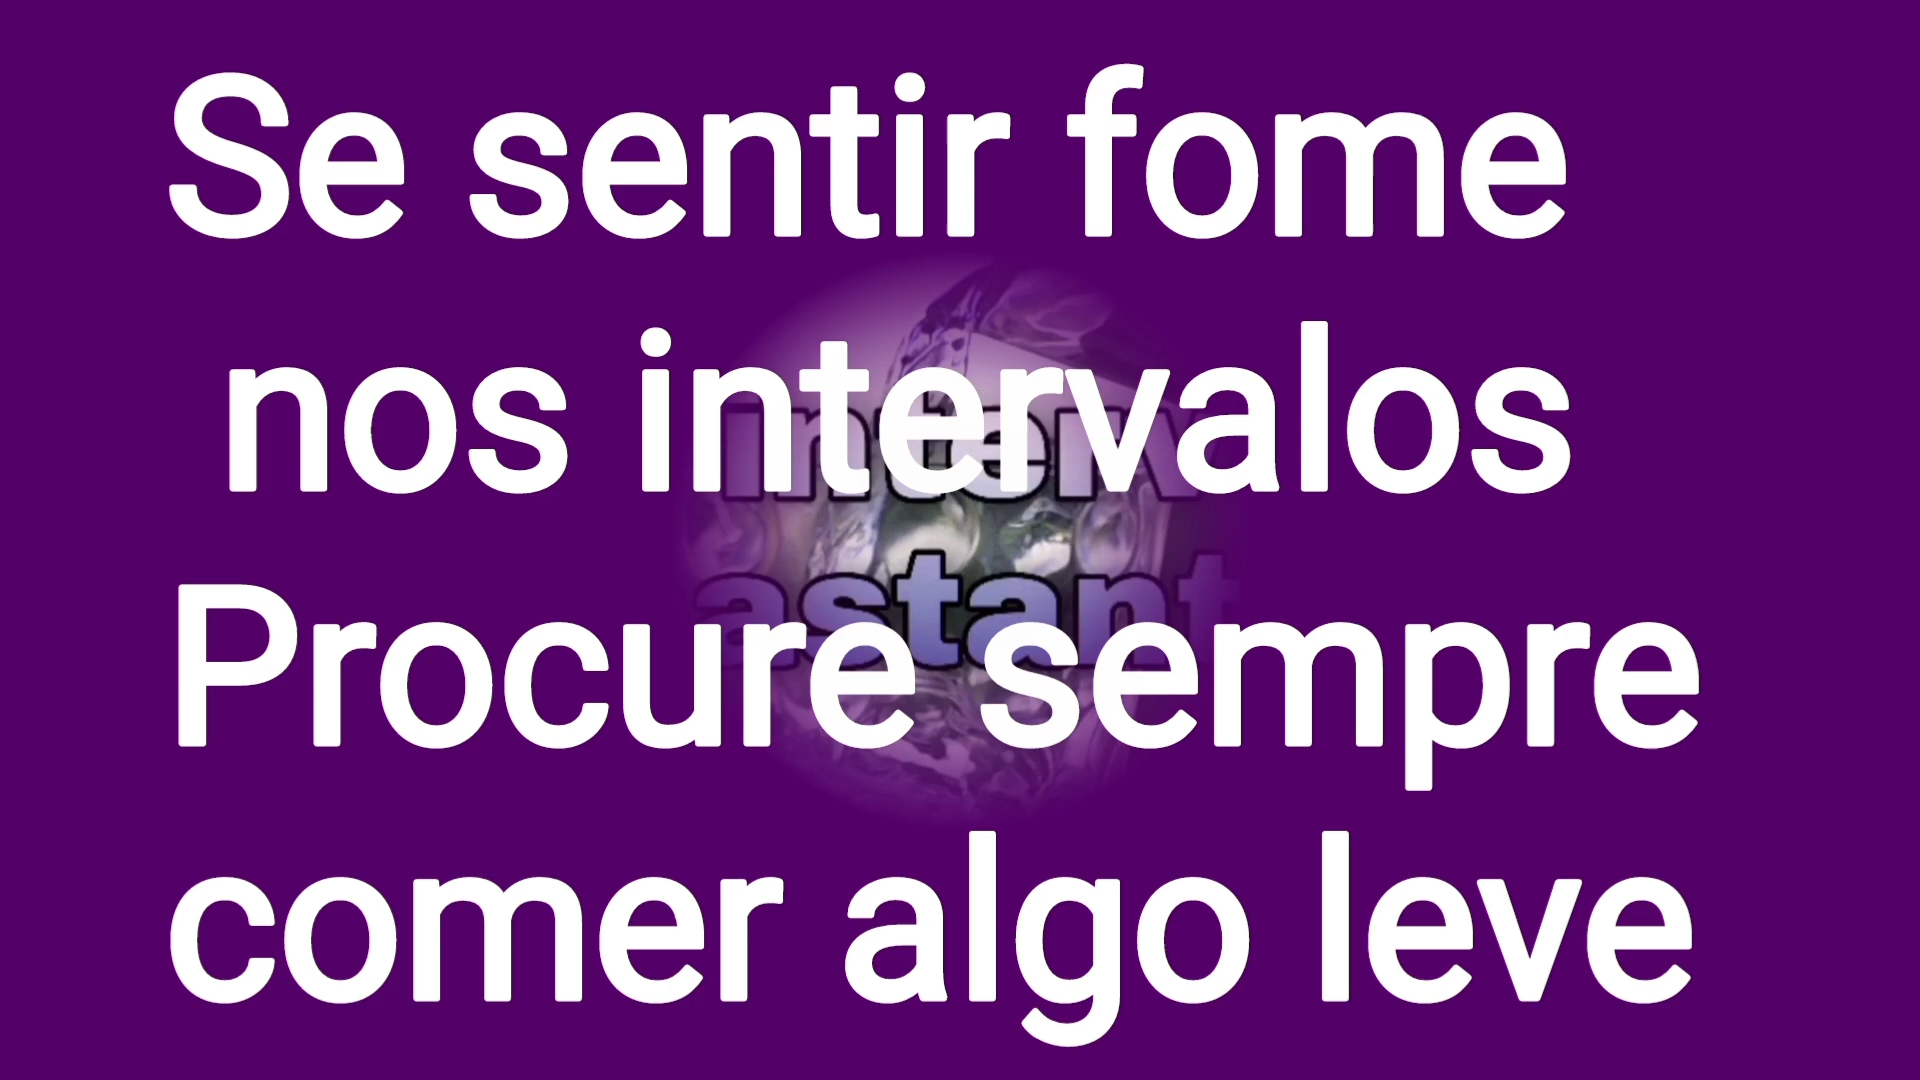 Se sentir fome
nos intervalos
Procure sempre
comer algo leve